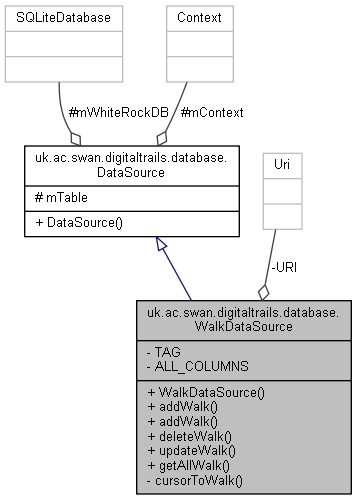 SQLiteDatabase
Context
#mWhiteRockDB
#mContext
uk.ac.swan.digitaltrails.database.
DataSource
# mTable
+ DataSource()
Uri
-URI
uk.ac.swan.digitaltrails.database.
WalkDataSource
- TAG
- ALL_COLUMNS
+ WalkDataSource()
+ addWalk()
+ addWalk()
+ deleteWalk()
+ updateWalk()
+ getAllWalk()
- cursorToWalk()